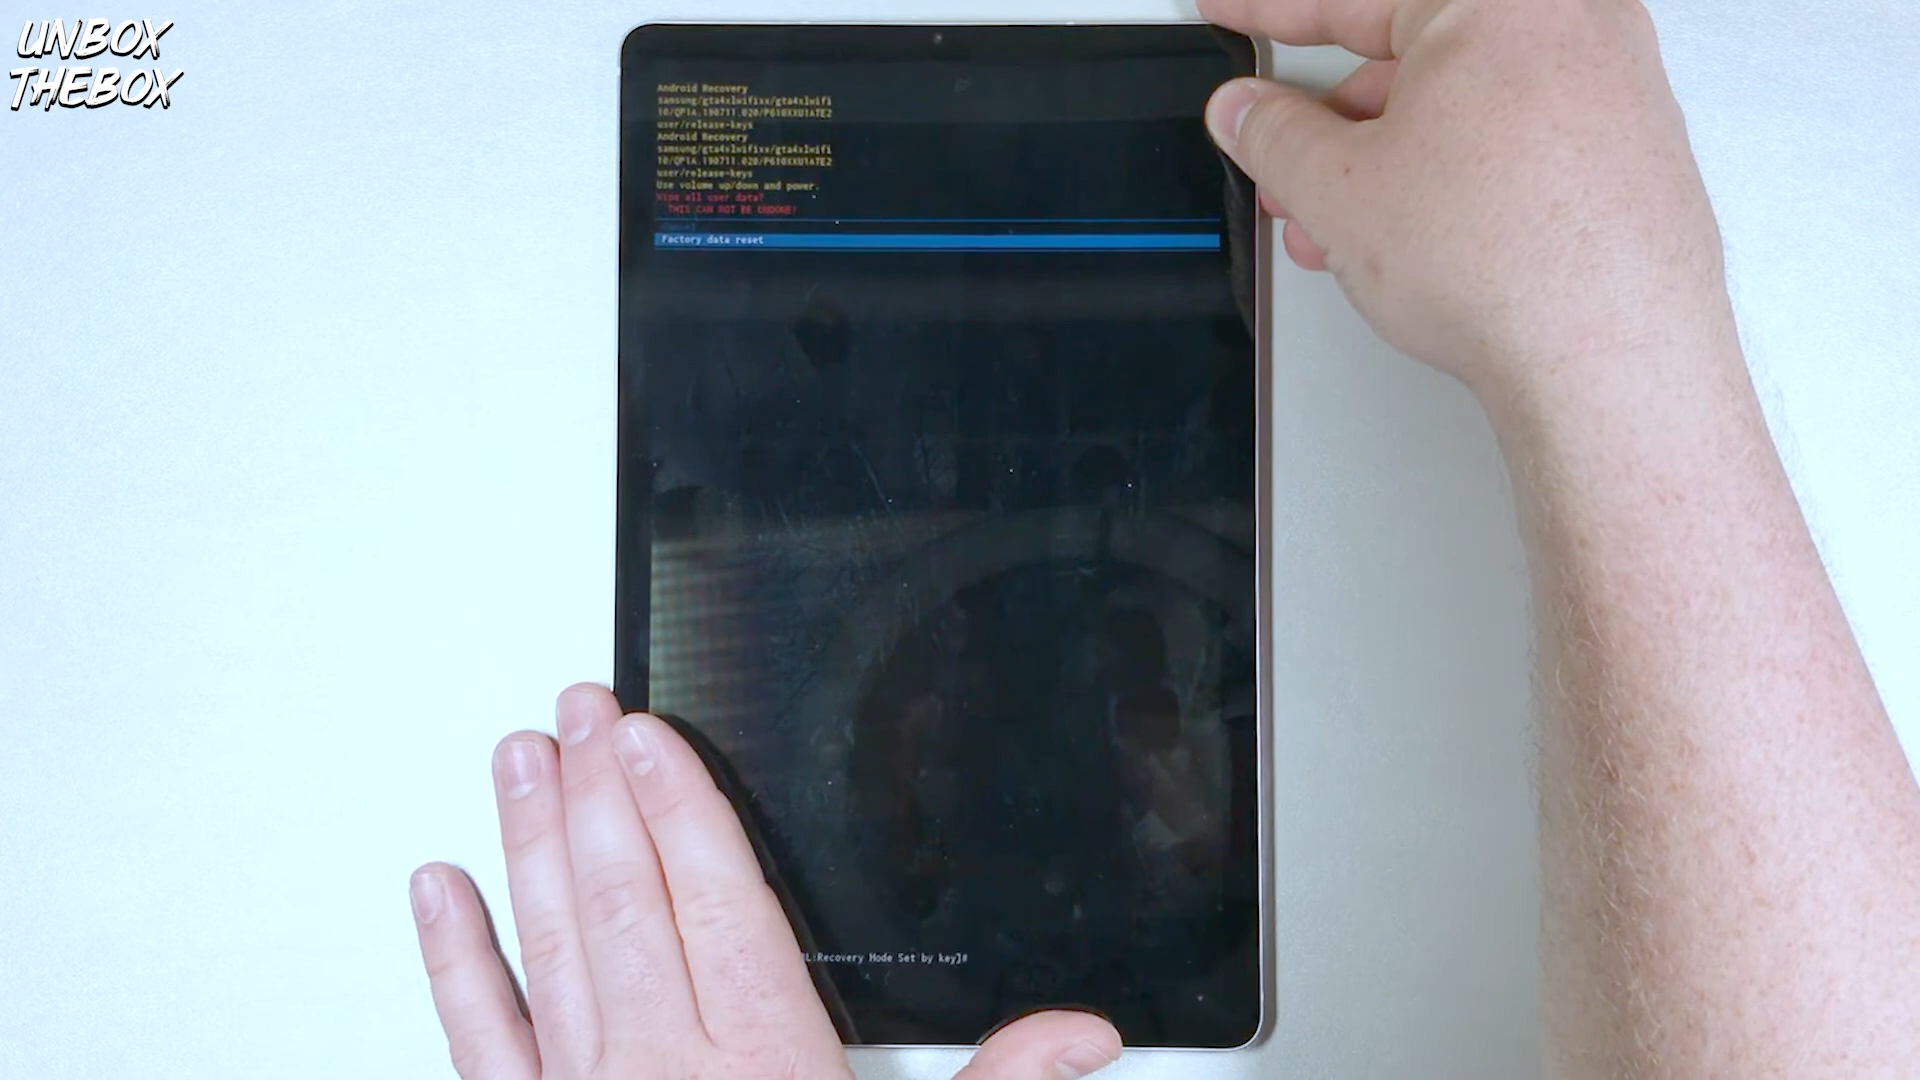 UNBOX
THEBOX
Android Recovery
samsung/gta4xlwifixx/gta4xlwifi
10/QP1A.190711.020/P610XXU1ATE2
user/release-keys
Android Recovery
samsung/gta4xlwifixx/gta4xlwifi
10/QP1A.190711.020/P610XXU1ATE2
user/release-keys
Use volume up/down and power.
Wipe all user data?
THIS CAN NOT BE UNDONE!
Cancel
Factory data reset
L:Recovery Mode Set by key]#